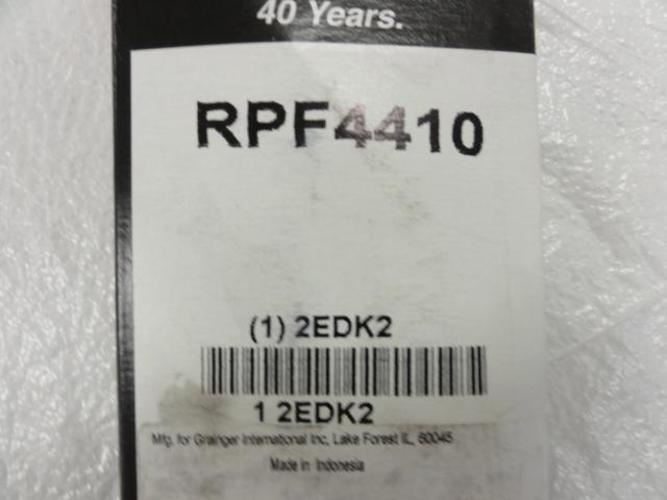 40 Years.
RPF4410
(1) 2EDK2
1 2EDK2
Mfg. for Grainger International Inc, Lake Forest IL, 60045
Made in Indonesia